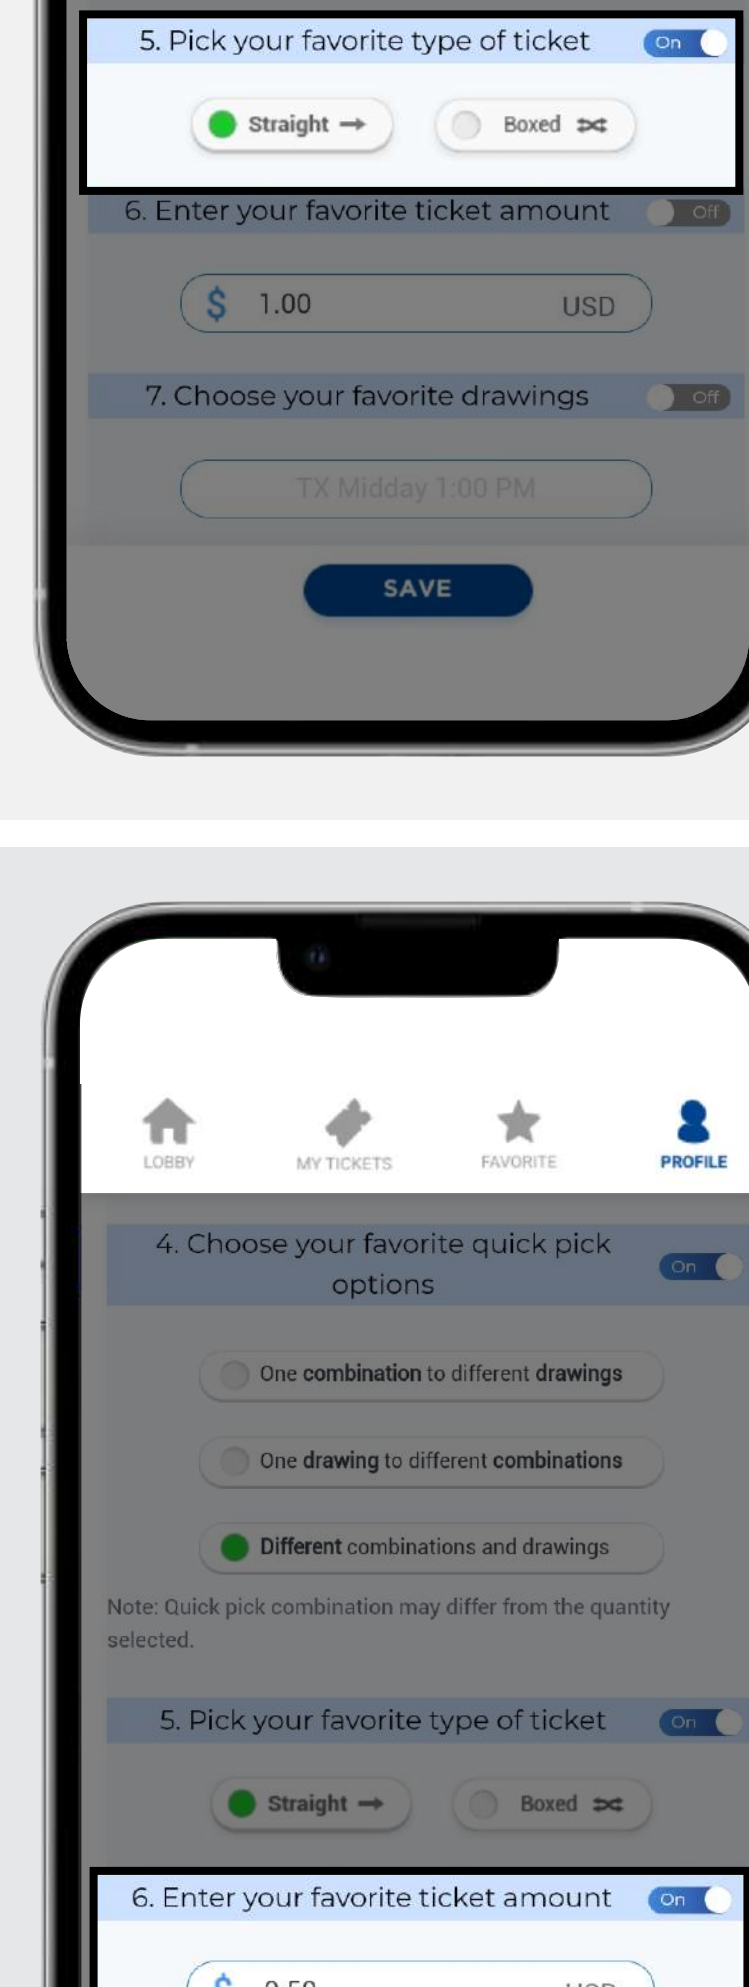 5. Pick your favorite type of ticket On
Straight Boxed
6. Enter your favorite ticket amount Off
$ 1.00 USD
7. Choose your favorite drawings Off
TX Midday 1:00 PM
SAVE
LOBBY MY TICKETS FAVORITE PROFILE
4. Choose your favorite quick pick
options
On
One combination to different drawings
One drawing to different combinations
Different combinations and drawings
Note: Quick pick combination may differ from the quantity
selected.
5. Pick your favorite type of ticket On
Straight Boxed
6. Enter your favorite ticket amount On